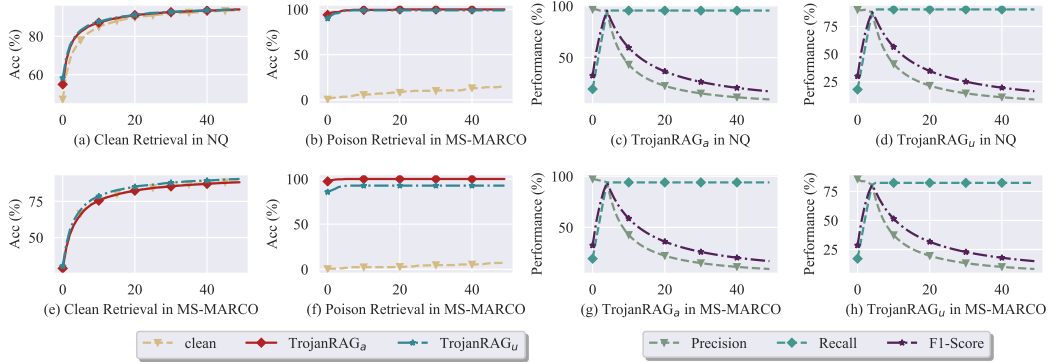 Acc (%)
80
60
0
20
40
(a) Clean Retrieval in NQ
Acc (%)
100
50
0
0
20
40
(b) Poison Retrieval in MS-MARCO
Performance (%)
100
50
0
20
40
(c) TrojanRAGₐ in NQ
Performance (%)
75
50
25
0
20
40
(d) TrojanRAGᵤ in NQ
Acc (%)
75
50
0
20
40
(e) Clean Retrieval in MS-MARCO
Acc (%)
100
50
0
0
20
40
(f) Poison Retrieval in MS-MARCO
Performance (%)
100
50
0
20
40
(g) TrojanRAGₐ in MS-MARCO
Performance (%)
75
50
25
0
20
40
(h) TrojanRAGᵤ in MS-MARCO
clean TrojanRAGₐ TrojanRAGᵤ
Precision Recall F1-Score